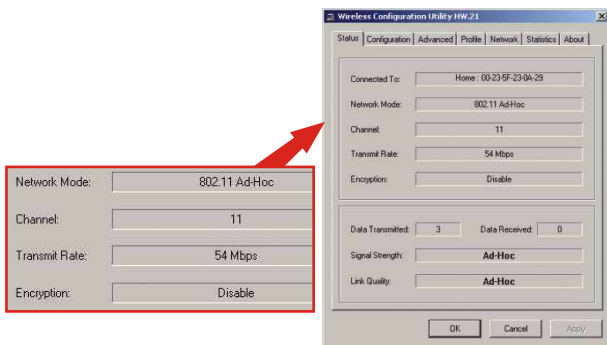 Wireless Configuration Utility HW.21
Status Configuration Advanced Profile Network Statistics About
Connected To: Home : 00-23-5F-23-0A-29
Network Mode: 802.11 Ad-Hoc
Channel: 11
Transmit Rate: 54 Mbps
Encryption: Disable
Data Transmitted: 3 Data Received: 0
Signal Strength: Ad-Hoc
Link Quality: Ad-Hoc
OK Cancel Apply
Network Mode: 802.11 Ad-Hoc
Channel: 11
Transmit Rate: 54 Mbps
Encryption: Disable